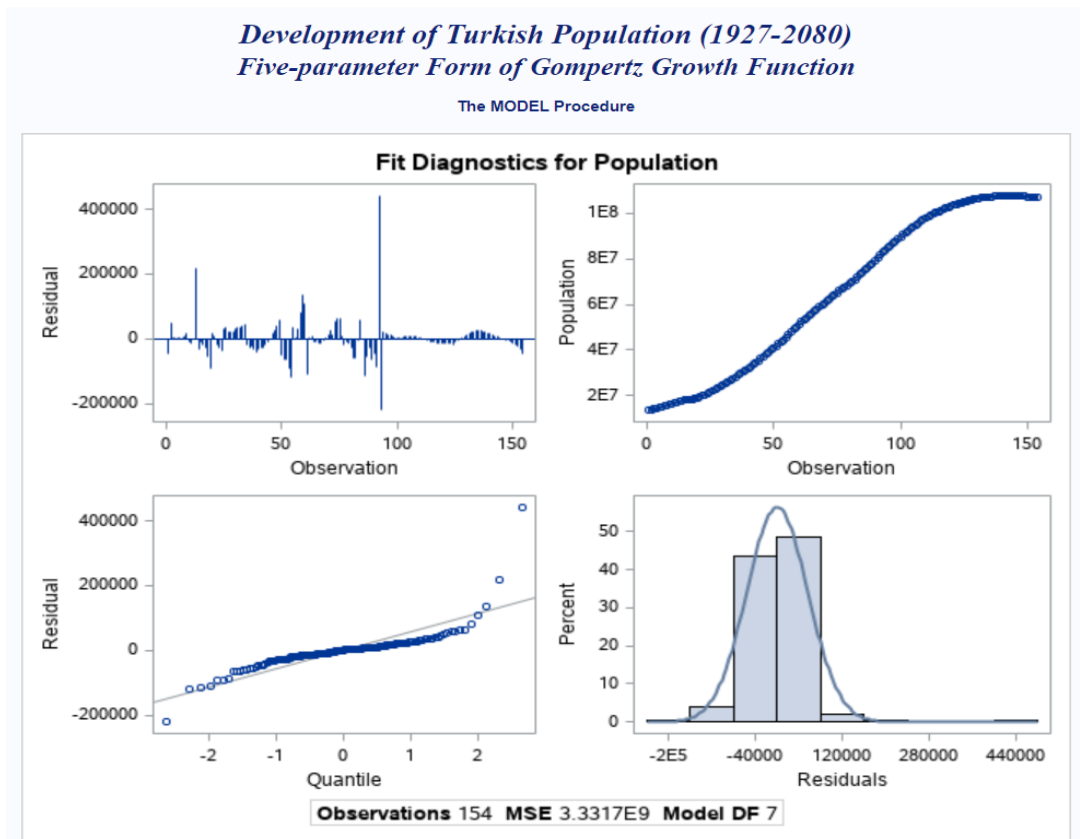 Development of Turkish Population (1927-2080)
Five-parameter Form of Gompertz Growth Function
The MODEL Procedure
Fit Diagnostics for Population
400000
200000
0
-200000
Residual
0
50
100
150
Observation
1E8
8E7
6E7
4E7
2E7
Population
0
50
100
150
Observation
400000
200000
0
-200000
Residual
-2
-1
0
1
2
Quantile
50
40
30
20
10
0
Percent
-2E5
-40000
120000
280000
440000
Residuals
Observations 154 MSE 3.3317E9 Model DF 7